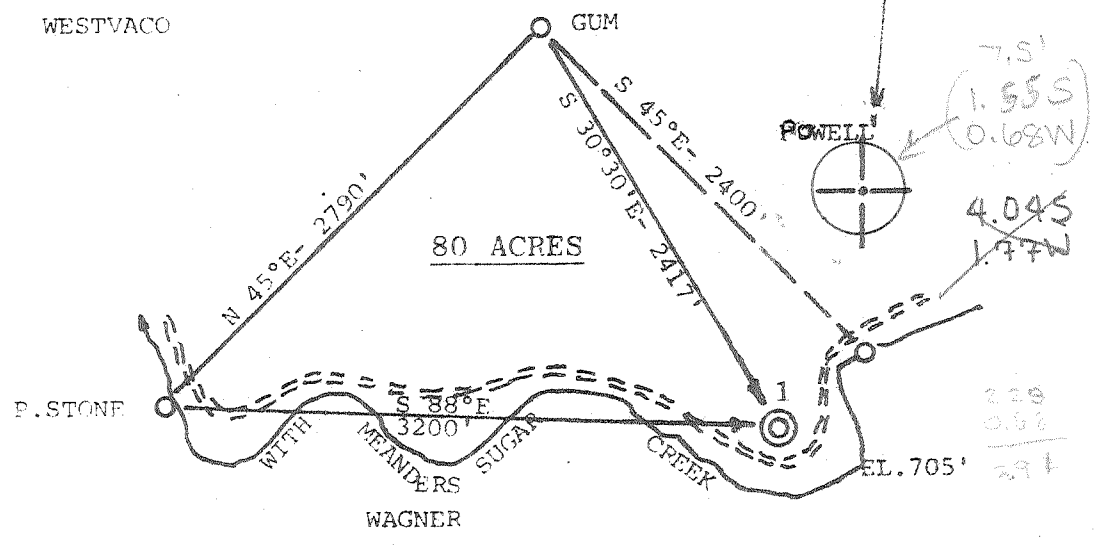 WESTVACO
GUM
7.5'
1.55S
0.68W
POWELL
S 45°E- 2400'
S 30°30'E- 2417'
N 45°E- 2790'
4.04S
1.77W
80 ACRES
P.STONE
S 88°E
3200'
1
WITH MEANDERS SUGAR CREEK
EL.705'
WAGNER